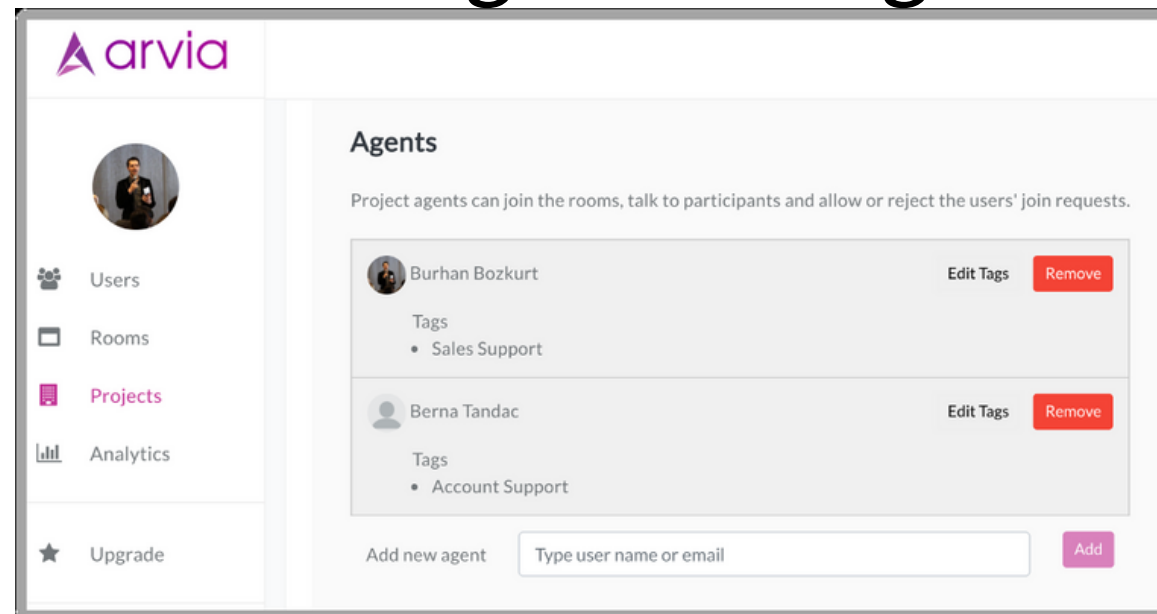 arvia
Agents
Project agents can join the rooms, talk to participants and allow or reject the users' join requests.
Users
Rooms
Projects
Analytics
Upgrade
Burhan Bozkurt Edit Tags Remove
Tags
• Sales Support
Berna Tandac Edit Tags Remove
Tags
• Account Support
Add new agent Type user name or email Add